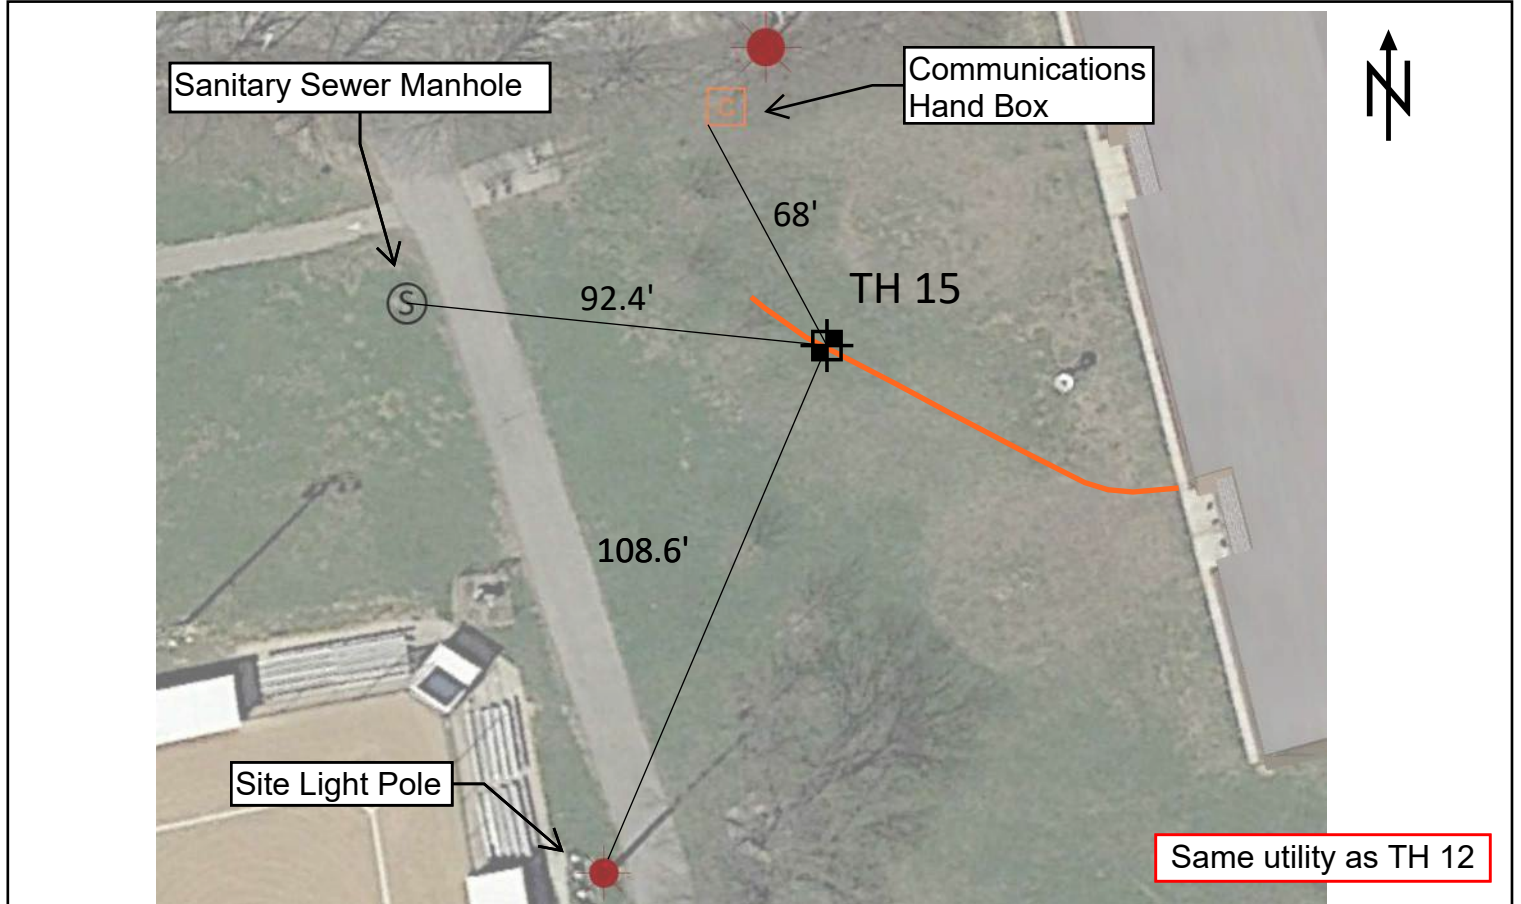 Sanitary Sewer Manhole
Communications
Hand Box
N
C
68'
TH 15
92.4'
S
108.6'
Site Light Pole
Same utility as TH 12